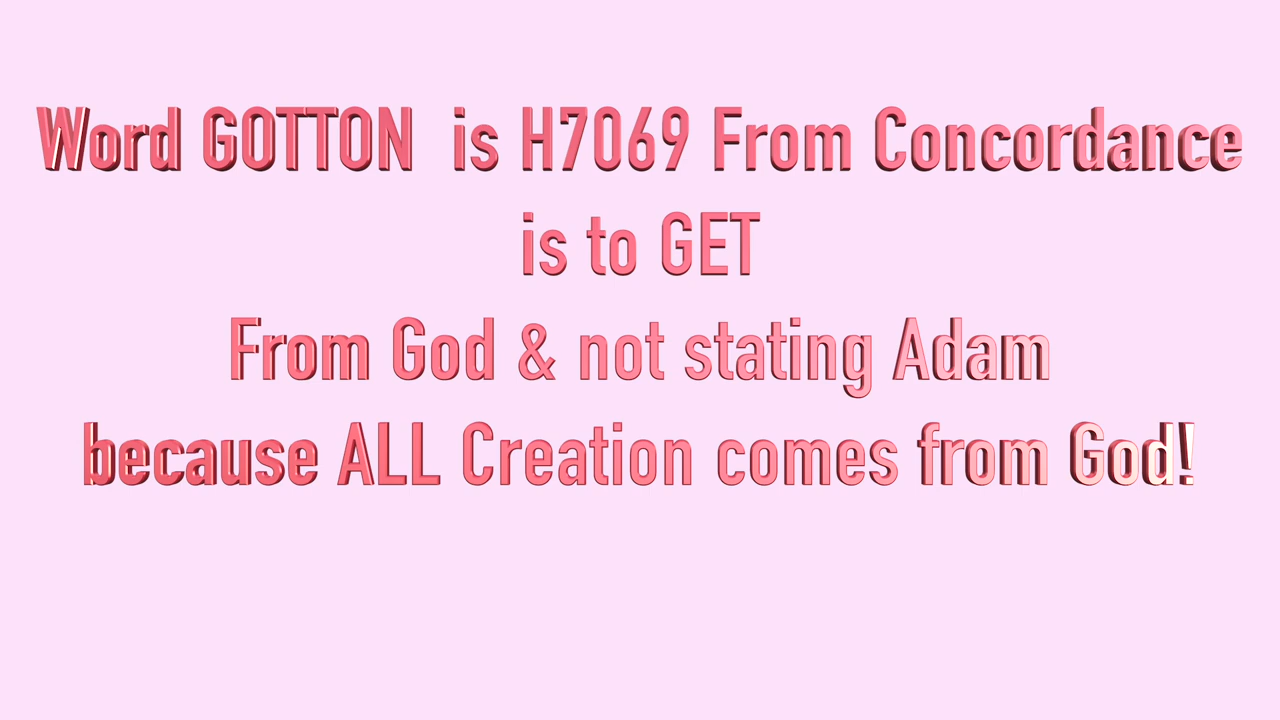 Word GOTTON is H7069 From Concordance
is to GET
From God & not stating Adam
because ALL Creation comes from God!